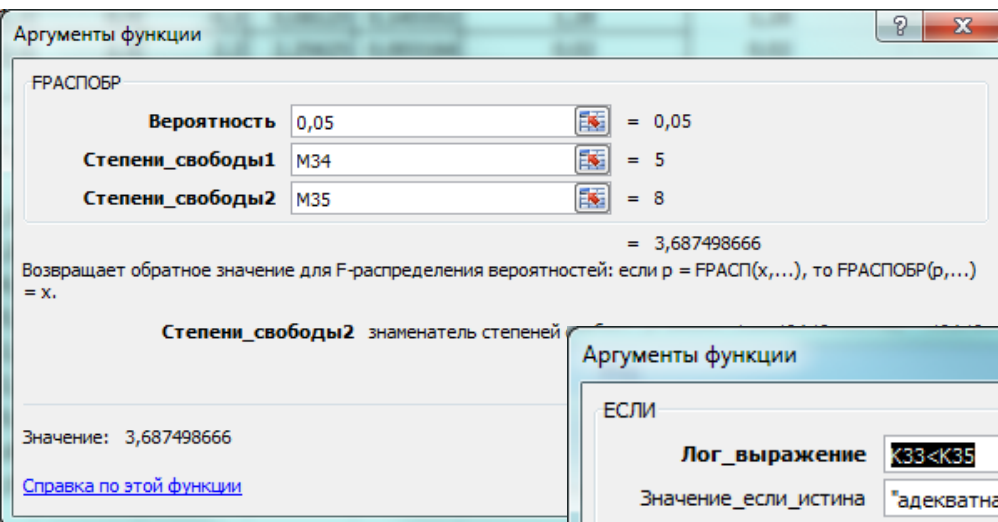 Аргументы функции
FРАСПОБР
Вероятность 0,05 = 0,05
Степени_свободы1 M34 = 5
Степени_свободы2 M35 = 8
= 3,687498666
Возвращает обратное значение для F-распределения вероятностей: если p = FРАСП(x,...), то FРАСПОБР(p,...)
= x.
Степени_свободы2 знаменатель степеней
Значение: 3,687498666
Справка по этой функции
Аргументы функции
ЕСЛИ
Лог_выражение K33<K35
Значение_если_истина "адекватна